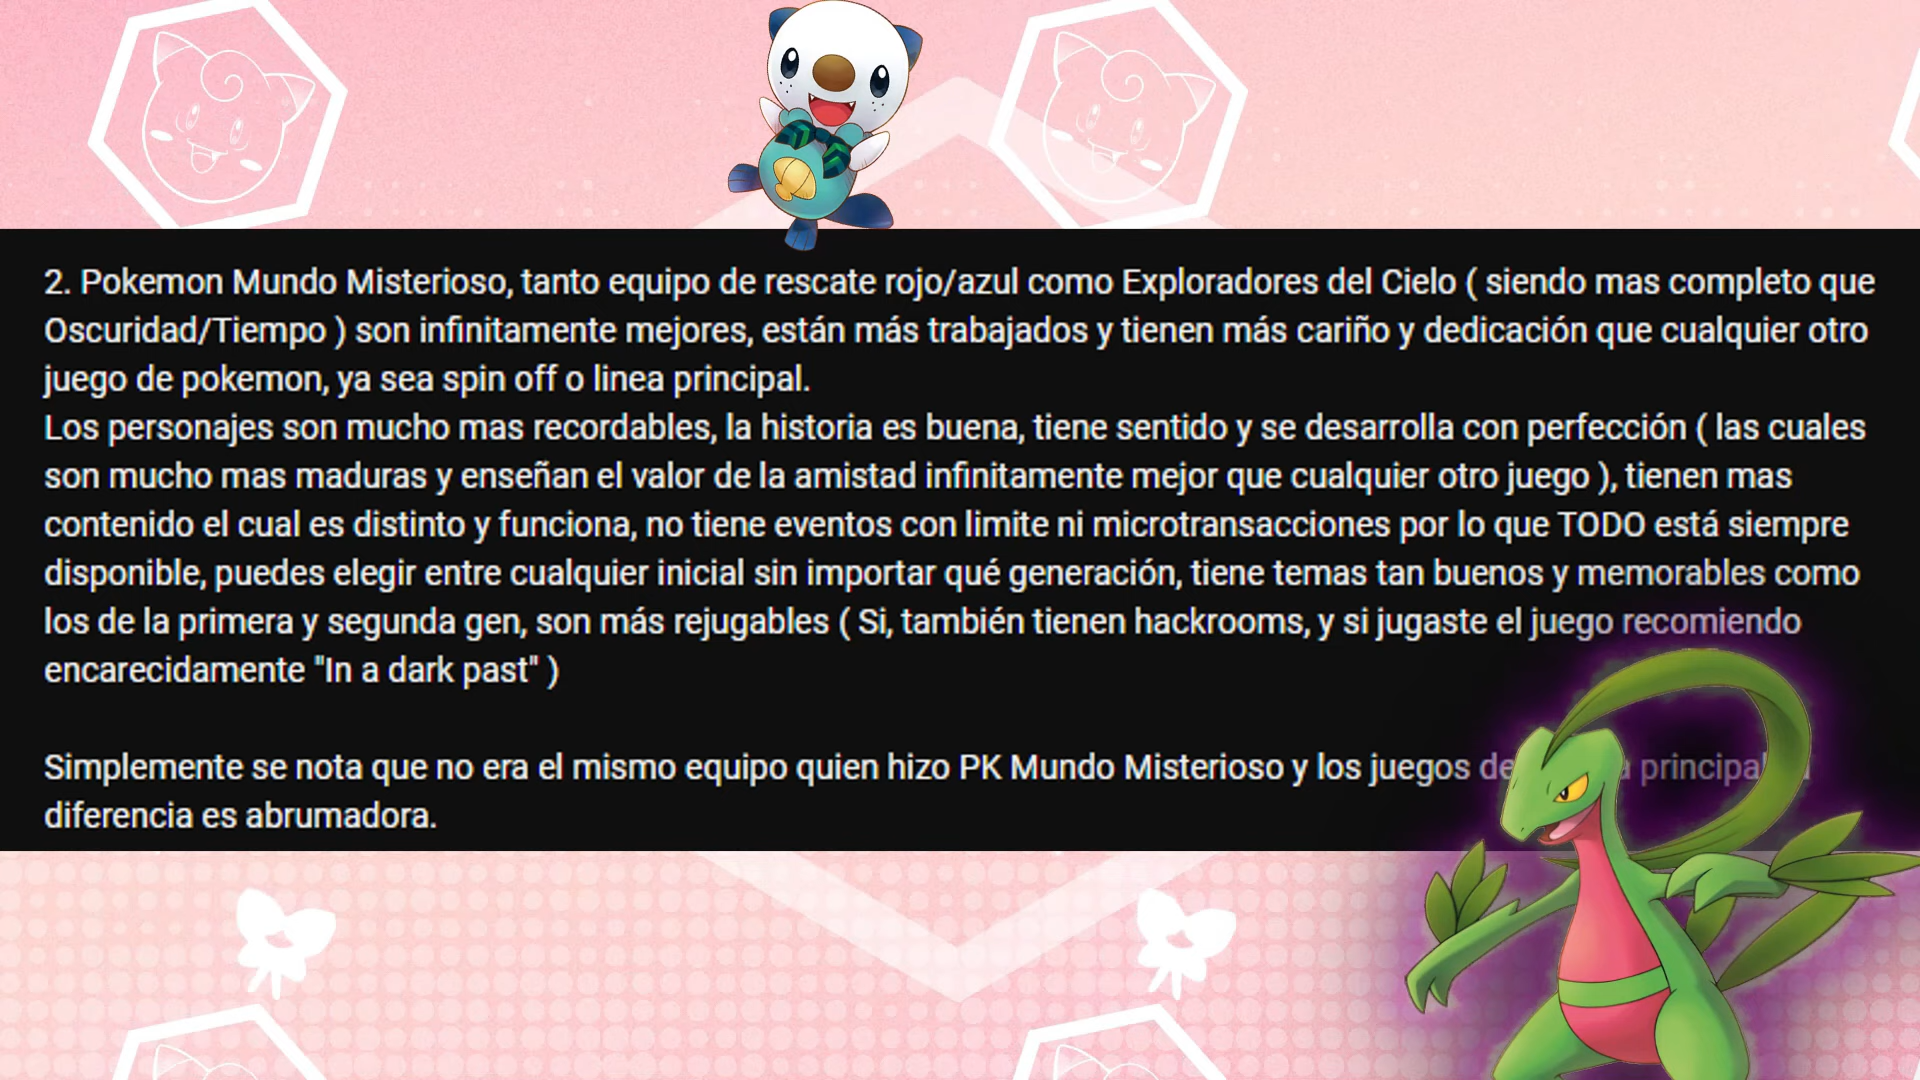 2. Pokemon Mundo Misterioso, tanto equipo de rescate rojo/azul como Exploradores del Cielo ( siendo mas completo que
Oscuridad/Tiempo ) son infinitamente mejores, están más trabajados y tienen más cariño y dedicación que cualquier otro
juego de pokemon, ya sea spin off o linea principal.
Los personajes son mucho mas recordables, la historia es buena, tiene sentido y se desarrolla con perfección ( las cuales
son mucho mas maduras y enseñan el valor de la amistad infinitamente mejor que cualquier otro juego ), tienen mas
contenido el cual es distinto y funciona, no tiene eventos con limite ni microtransacciones por lo que TODO está siempre
disponible, puedes elegir entre cualquier inicial sin importar qué generación, tiene temas tan buenos y memorables como
los de la primera y segunda gen, son más rejugables ( Si, también tienen hackrooms, y si jugaste el juego recomiendo
encarecidamente "In a dark past" )
Simplemente se nota que no era el mismo equipo quien hizo PK Mundo Misterioso y los juegos de principal
diferencia es abrumadora.